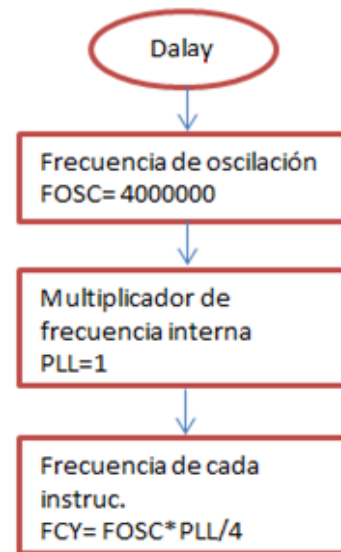 Dalay
Frecuencia de oscilación
FOSC= 4000000
Multiplicador de
frecuencia interna
PLL=1
Frecuencia de cada
instruc.
FCY= FOSC*PLL/4